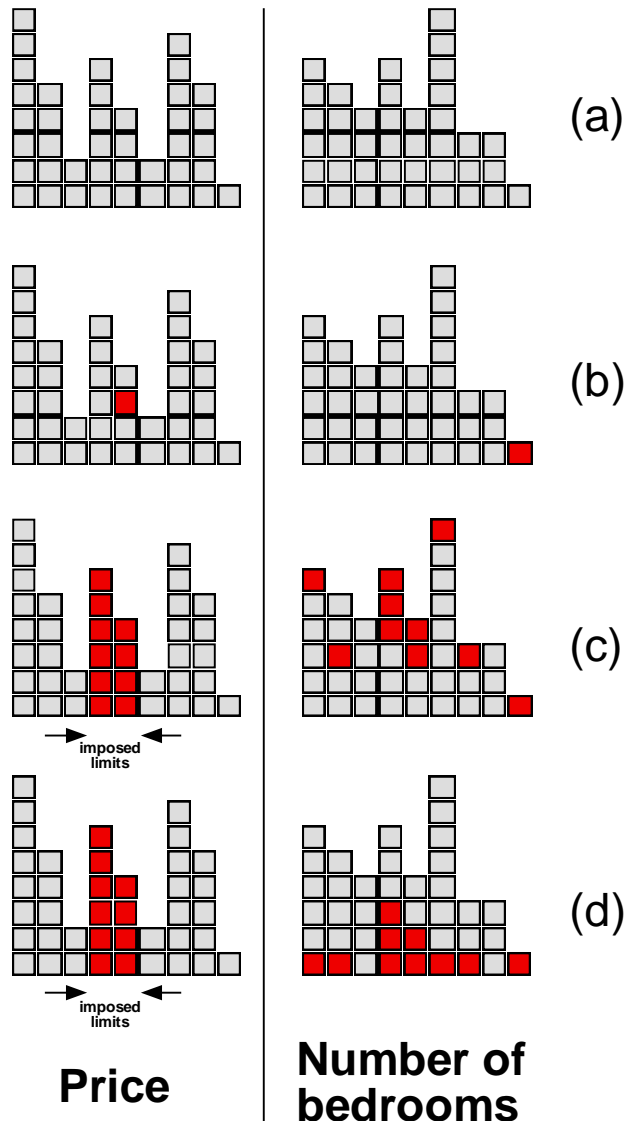 (a)
(b)
(c)
imposed
limits
(d)
imposed
limits
Price
Number of
bedrooms